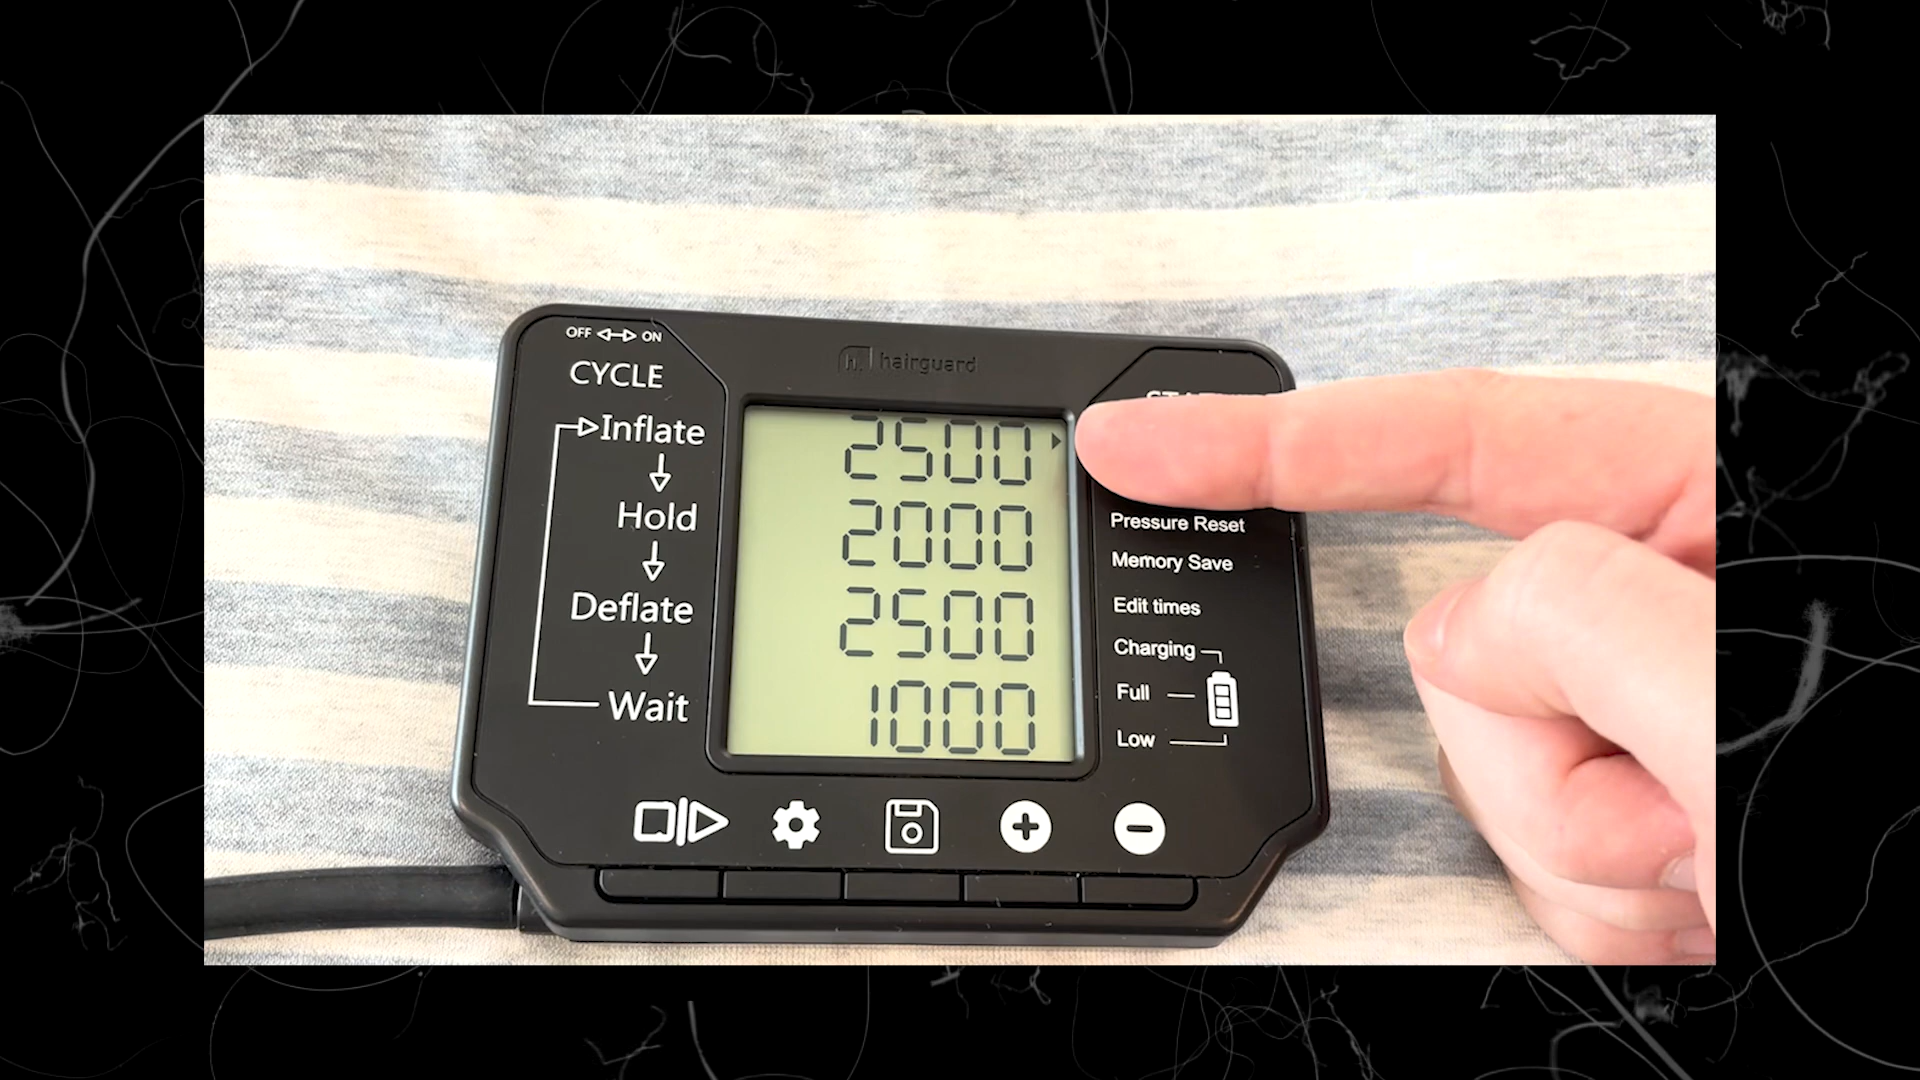 OFF ON
CYCLE
h. hairguard
Inflate
Hold
Deflate
Wait
2500
2000
2500
1000
Pressure Reset
Memory Save
Edit times
Charging
Full
Low